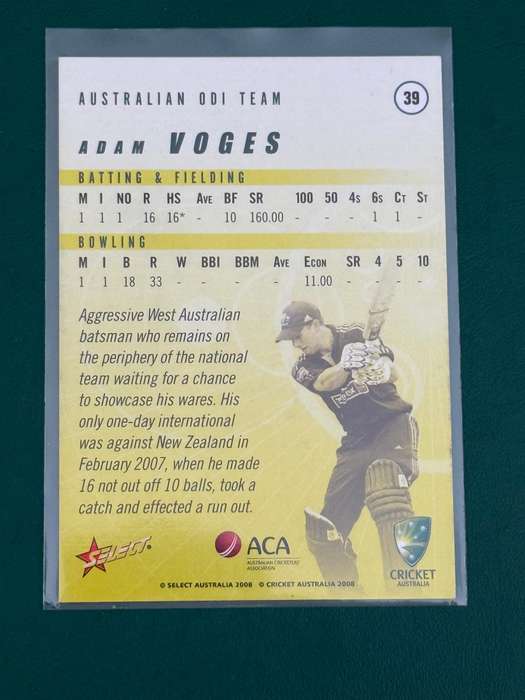 AUSTRALIAN ODI TEAM
39
ADAM VOGES
BATTING & FIELDING
M I NO R HS AVE BF SR 100 50 4S 6S CT ST
1 1 1 16 16* - 10 160.00 - - - 1 1 -
BOWLING
M I B R W BBI BBM AVE ECON SR 4 5 10
1 1 18 33 - - - - 11.00 - - - -
Aggressive West Australian
batsman who remains on
the periphery of the national
team waiting for a chance
to showcase his wares. His
only one-day international
was against New Zealand in
February 2007, when he made
16 not out off 10 balls, took a
catch and effected a run out.
SELECT
ACA
AUSTRALIAN CRICKETERS'
ASSOCIATION
CRICKET
AUSTRALIA
© SELECT AUSTRALIA 2008 © CRICKET AUSTRALIA 2008